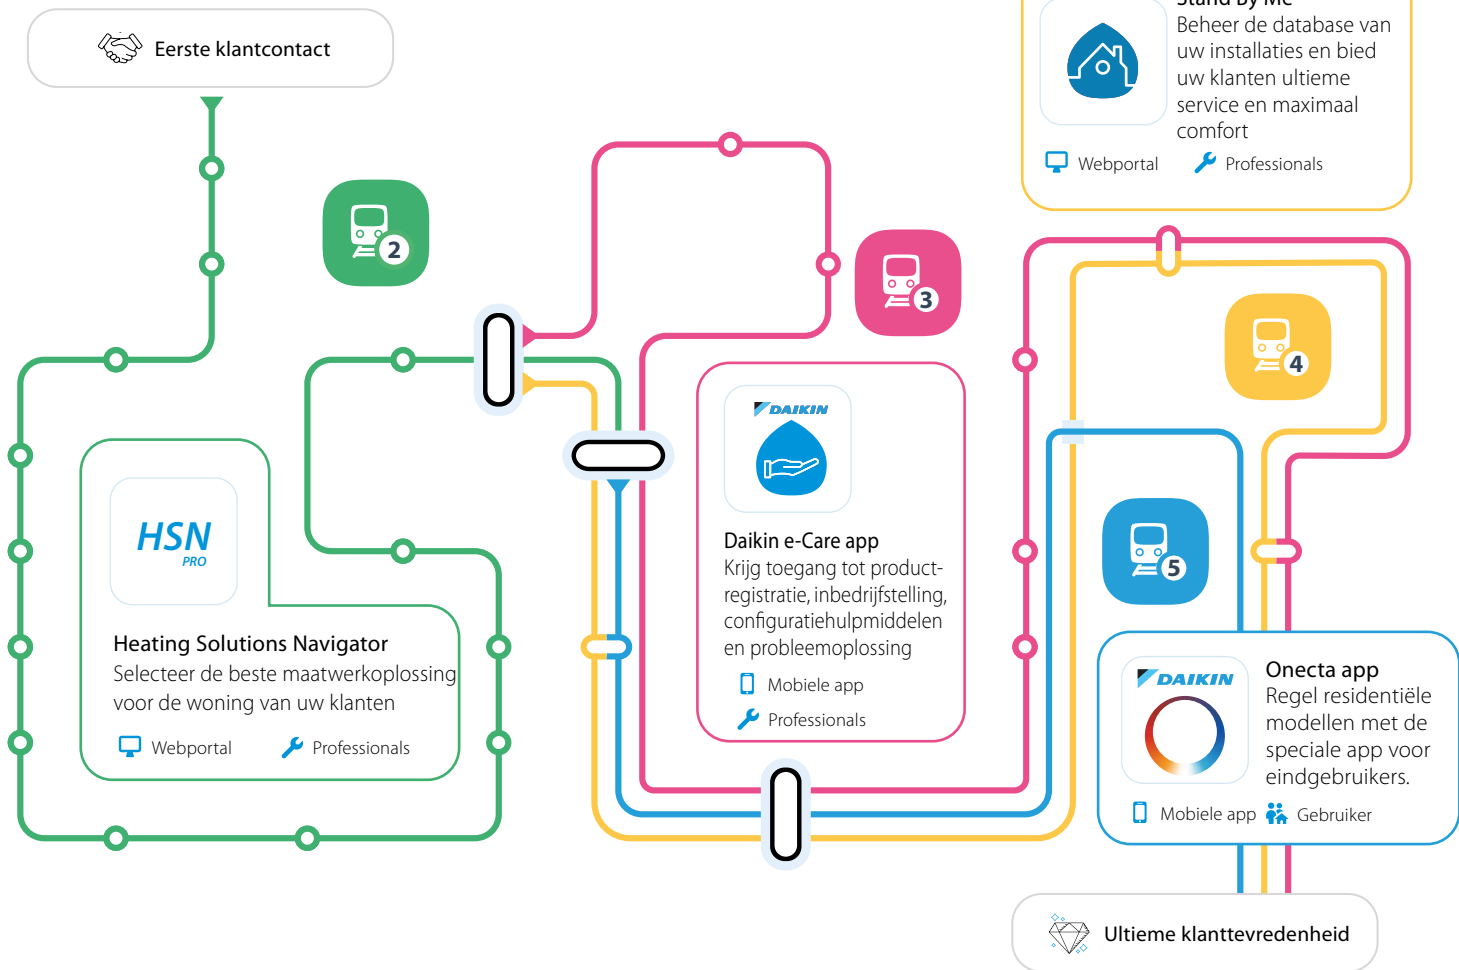 Eerste klantcontact
Stand By Me
Beheer de database van
uw installaties en bied
uw klanten ultieme
service en maximaal
comfort
Webportal
Professionals
2
3
4
5
HSN
PRO
Heating Solutions Navigator
Selecteer de beste maatwerkoplossing
voor de woning van uw klanten
Webportal
Professionals
DAIKIN
Daikin e-Care app
Krijg toegang tot product-
registratie, inbedrijfstelling,
configuratiehulpmiddelen
en probleemoplossing
Mobiele app
Professionals
DAIKIN
Onecta app
Regel residentiële
modellen met de
speciale app voor
eindgebruikers.
Mobiele app
Gebruiker
Ultieme klanttevredenheid